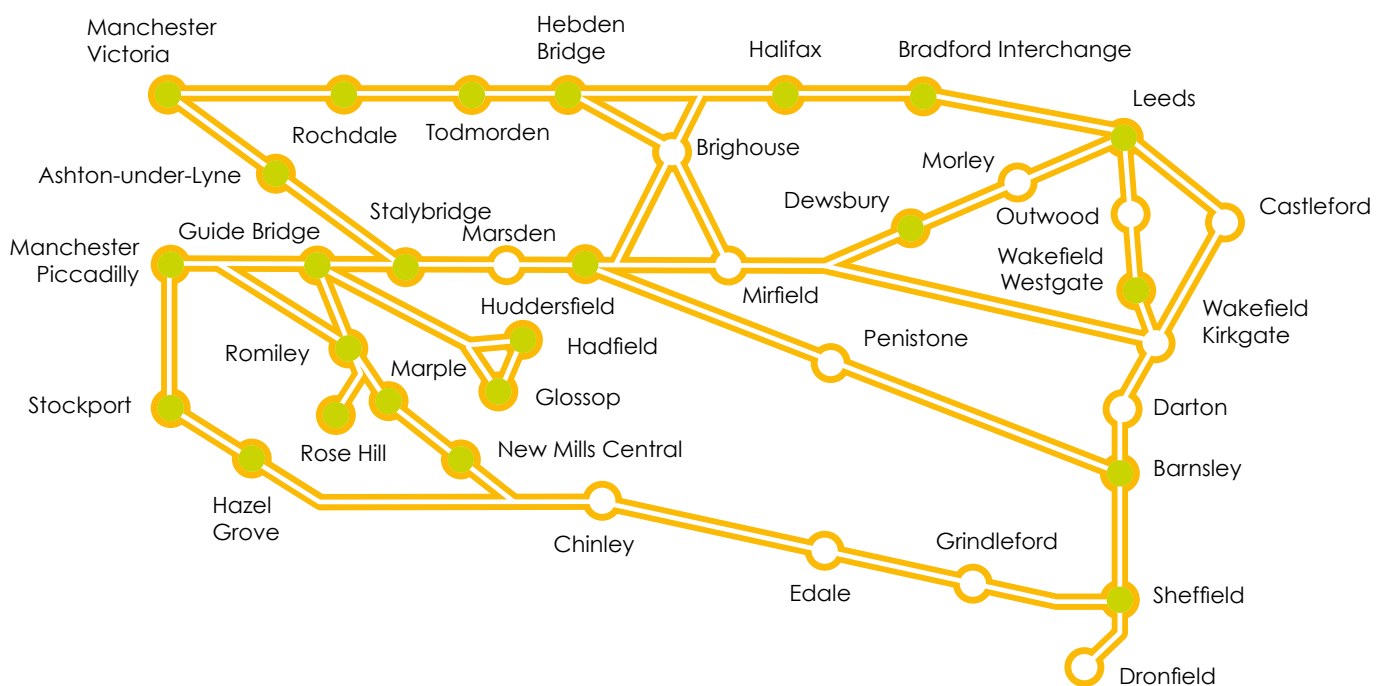 Manchester
Victoria
Hebden
Bridge
Halifax
Bradford Interchange
Leeds
Rochdale
Todmorden
Brighouse
Morley
Ashton-under-Lyne
Dewsbury
Stalybridge
Outwood
Castleford
Guide Bridge
Marsden
Manchester
Piccadilly
Wakefield
Westgate
Mirfield
Huddersfield
Wakefield
Kirkgate
Penistone
Romiley
Hadfield
Marple
Stockport
Glossop
Darton
Rose Hill
New Mills Central
Barnsley
Hazel
Grove
Chinley
Grindleford
Edale
Sheffield
Dronfield